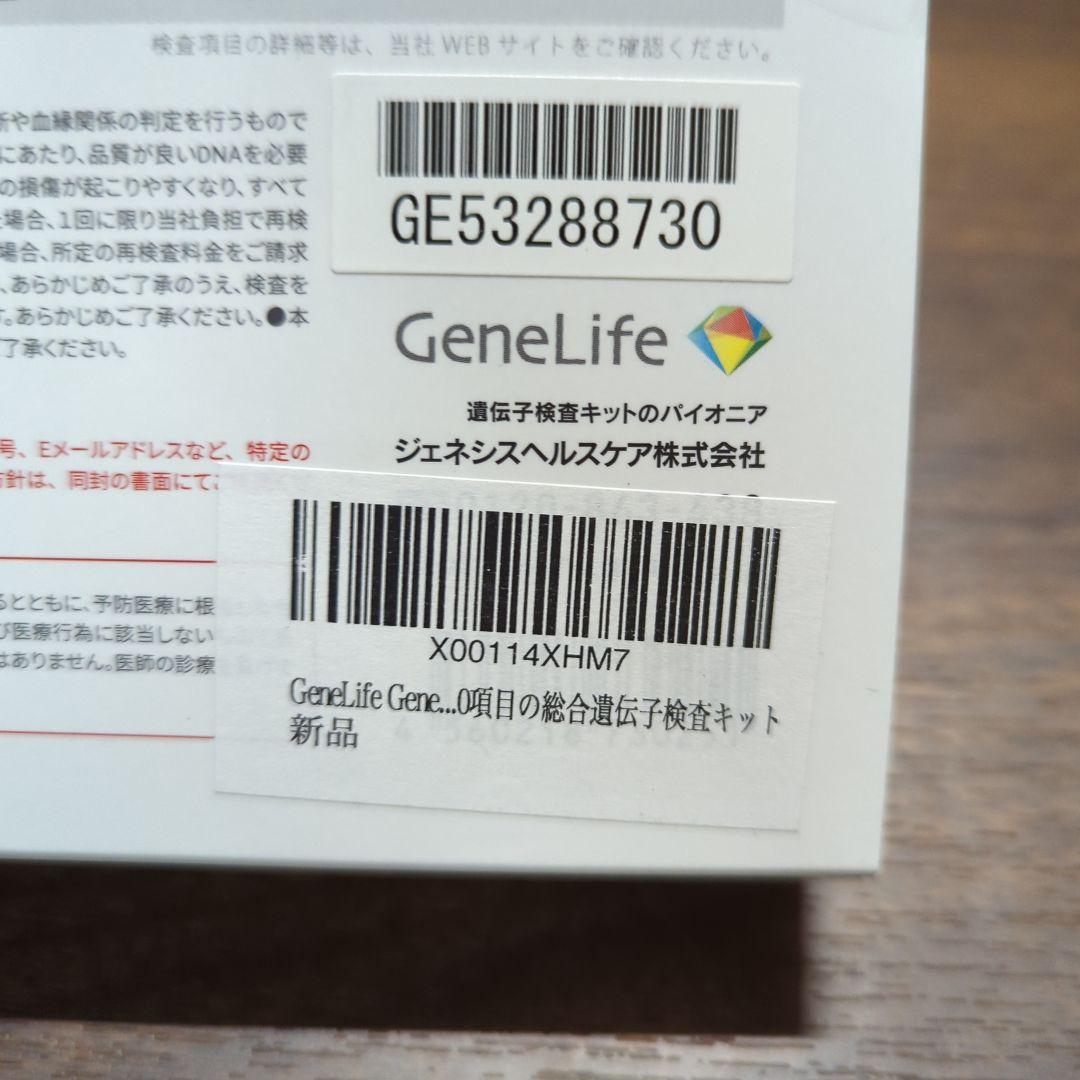 検査項目の詳細等は、当社WEBサイトをご確認ください。
や血縁関係の判定を行うもので
にあたり、品質が良いDNAを必要
の損傷が起こりやすくなり、すべて
場合、1回に限り当社負担で再検
場合、所定の再検査料金をご請求
、あらかじめご了承のうえ、検査を
。あらかじめご了承ください。●本
了承ください。
GE53288730
GeneLife
遺伝子検査キットのパイオニア
ジェネシスヘルスケア株式会社
号、Eメールアドレスなど、特定の
針は、同封の書面にてご
るとともに、予防医療に根
び医療行為に該当しない
はありません。医師の診療
X00114XHM7
GeneLife Gene...0項目の総合遺伝子検査キット
新品